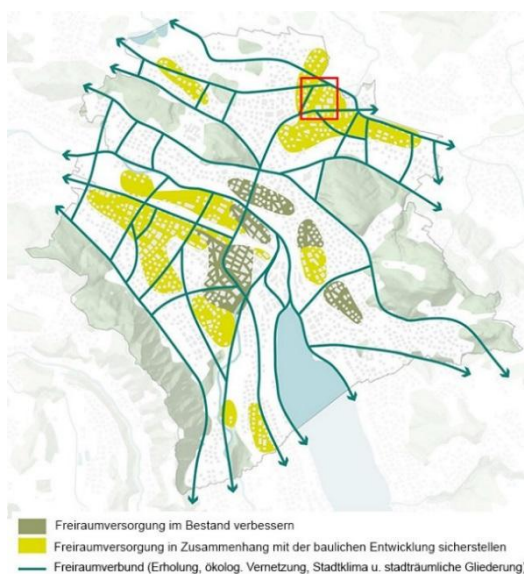 Freiraumversorgung im Bestand verbessern
Freiraumversorgung in Zusammenhang mit der baulichen Entwicklung sicherstellen
Freiraumverbund (Erholung, ökolog. Vernetzung, Stadtklima u. stadträumliche Gliederung)